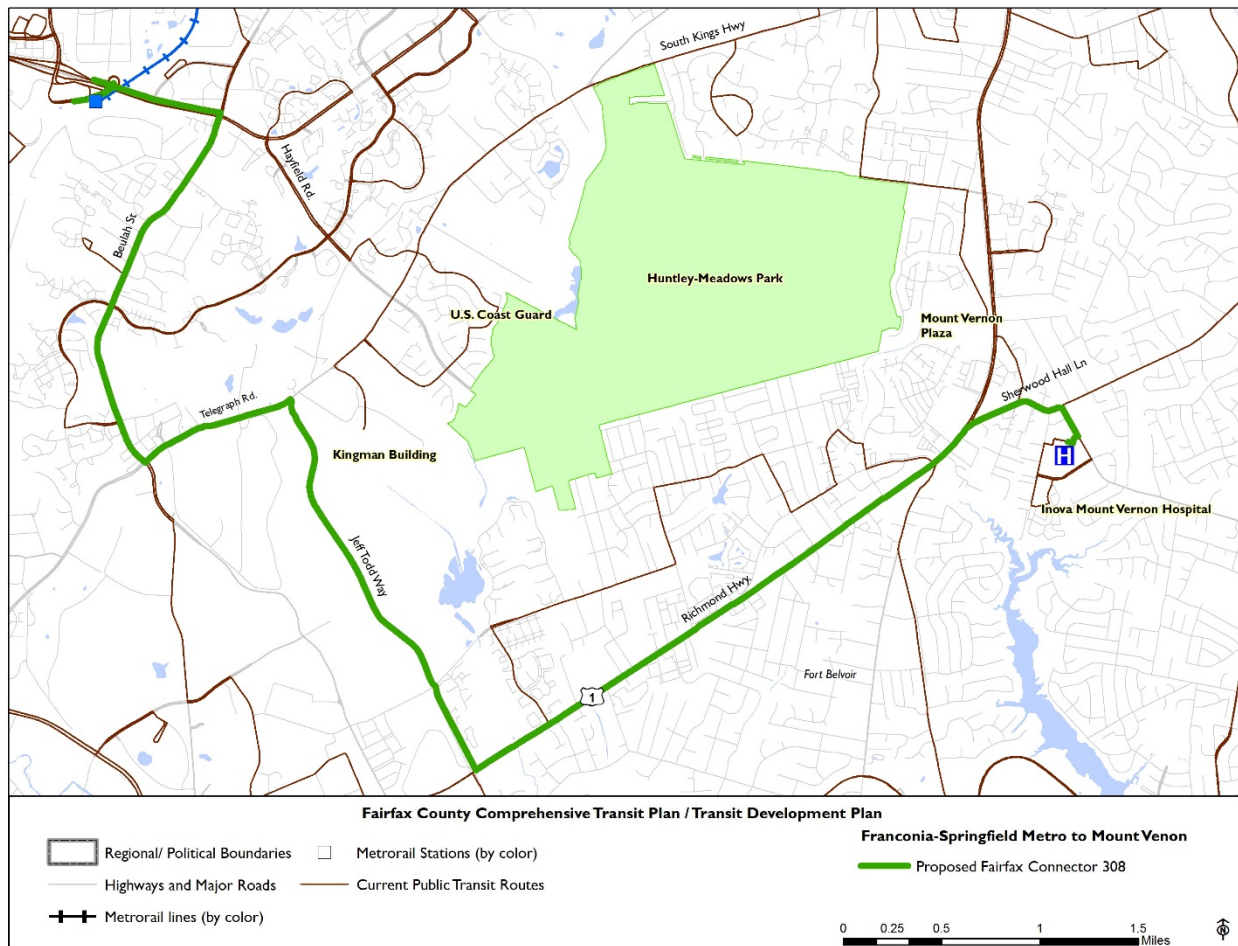 South Kings Hwy
Hayfield Rd.
Beulah St
Huntley-Meadows Park
U.S. Coast Guard
Mount Vernon
Plaza
Sherwood Hall Ln
Telegraph Rd.
Kingman Building
H
Inova Mount Vernon Hospital
Jeff Todd Way
Richmond Hwy.
Fort Belvoir
1
Fairfax County Comprehensive Transit Plan / Transit Development Plan
Franconia-Springfield Metro to Mount Venon
Regional/ Political Boundaries
Metrorail Stations (by color)
Proposed Fairfax Connector 308
Highways and Major Roads
Current Public Transit Routes
Metrorail lines (by color)
0 0.25 0.5 1 1.5
Miles
N